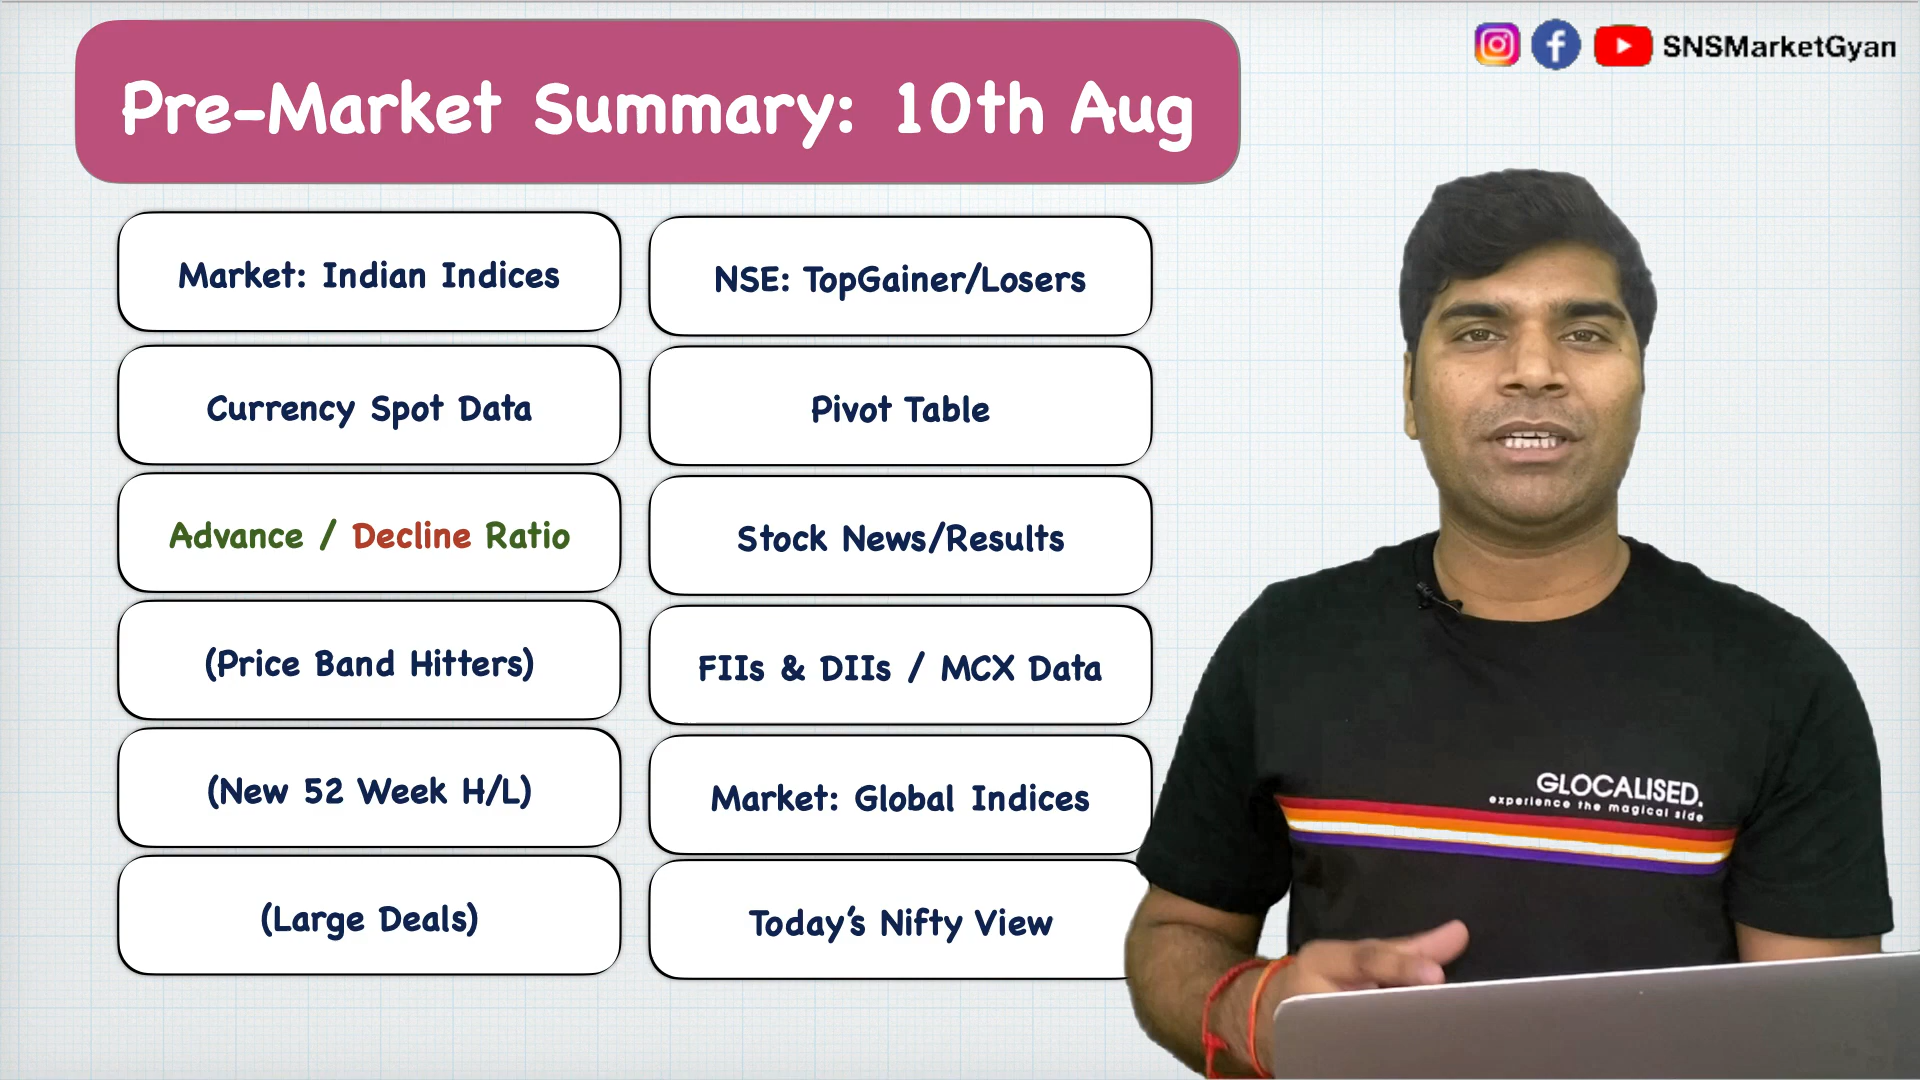 Pre-Market Summary: 10th Aug
SNSMarketGyan
Market: Indian Indices
NSE: TopGainer/Losers
Currency Spot Data
Pivot Table
Advance / Decline Ratio
Stock News/Results
(Price Band Hitters)
FIIs & DIIs / MCX Data
(New 52 Week H/L)
Market: Global Indices
(Large Deals)
Today's Nifty View
GLOCALISED.
experience the magical side